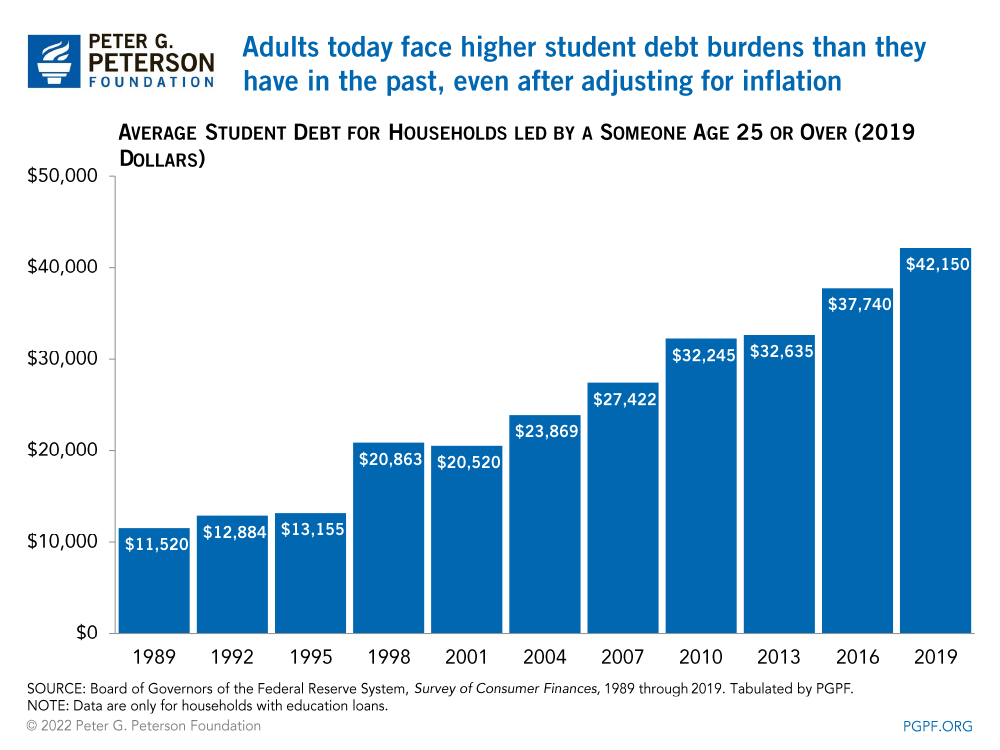 PETER G.
PETERSON
FOUNDATION
Adults today face higher student debt burdens than they
have in the past, even after adjusting for inflation
AVERAGE STUDENT DEBT FOR HOUSEHOLDS LED BY A SOMEONE AGE 25 OR OVER (2019
DOLLARS)
$50,000
$40,000
$30,000
$20,000
$10,000
$0
$11,520
$12,884
$13,155
$20,863
$20,520
$23,869
$27,422
$32,245
$32,635
$37,740
$42,150
1989 1992 1995 1998 2001 2004 2007 2010 2013 2016 2019
SOURCE: Board of Governors of the Federal Reserve System, Survey of Consumer Finances, 1989 through 2019. Tabulated by PGPF.
NOTE: Data are only for households with education loans.
© 2022 Peter G. Peterson Foundation
PGPF.ORG